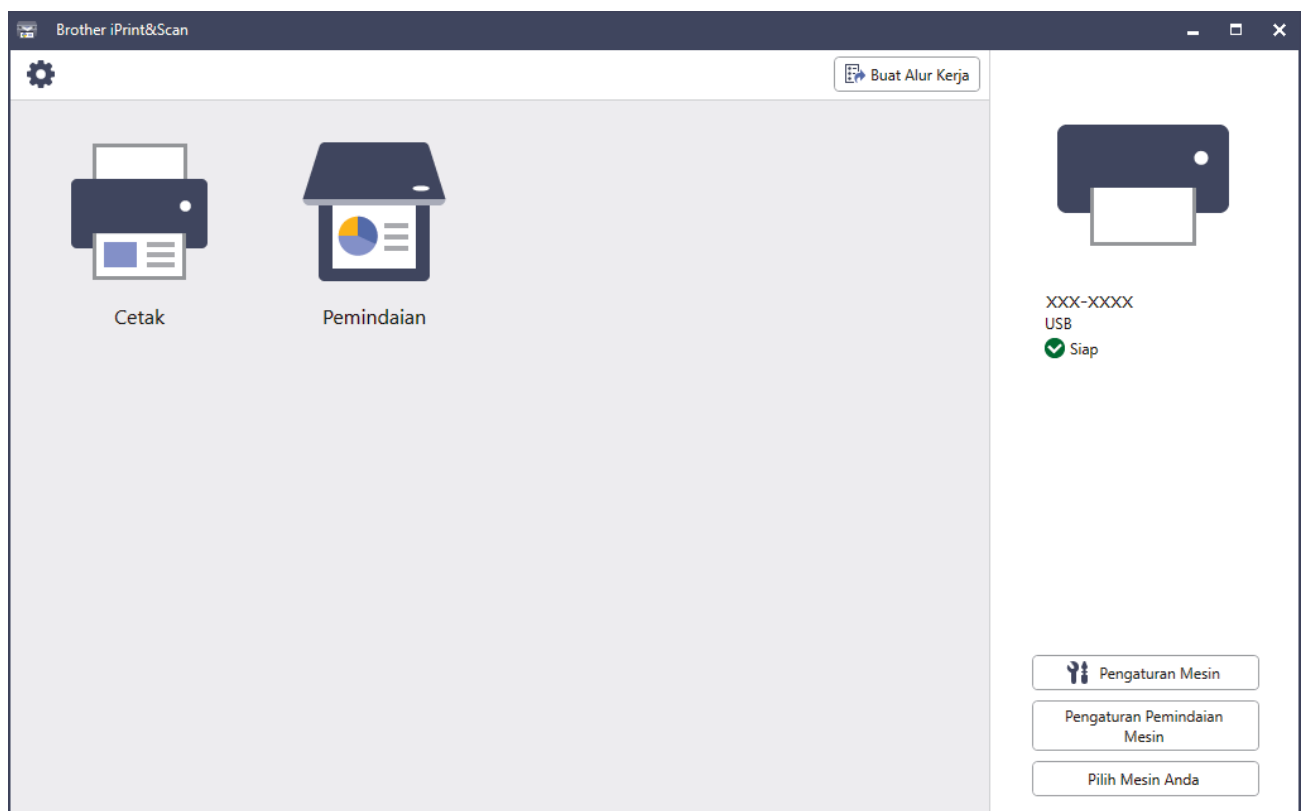 Brother iPrint&Scan
Buat Alur Kerja
Cetak
Pemindaian
XXX-XXXX
USB
Siap
Pengaturan Mesin
Pengaturan Pemindaian
Mesin
Pilih Mesin Anda